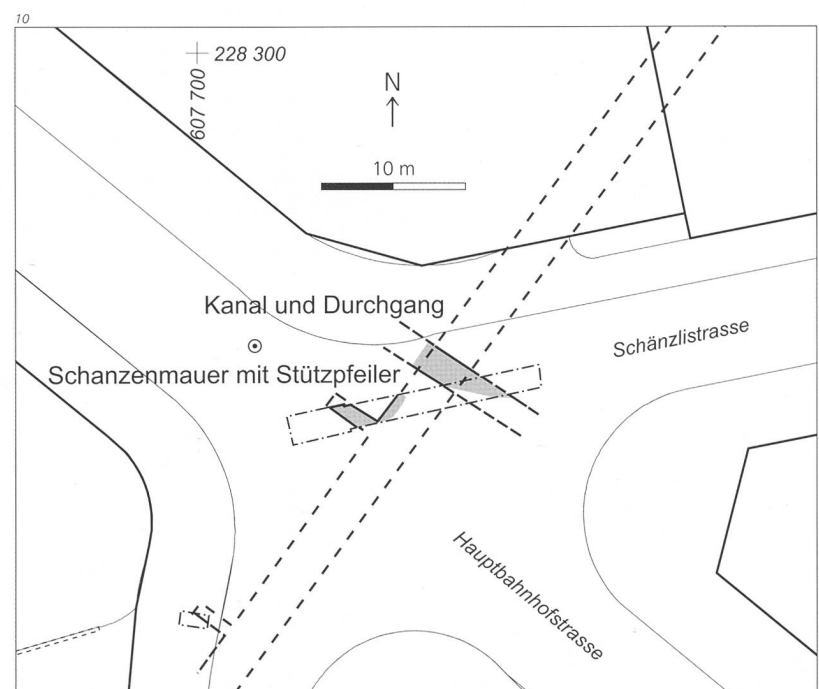 10
228 300
607 700
N
10 m
Kanal und Durchgang
Schänzlistrasse
Schanzenmauer mit Stützpfeiler
Hauptbahnhofstrasse